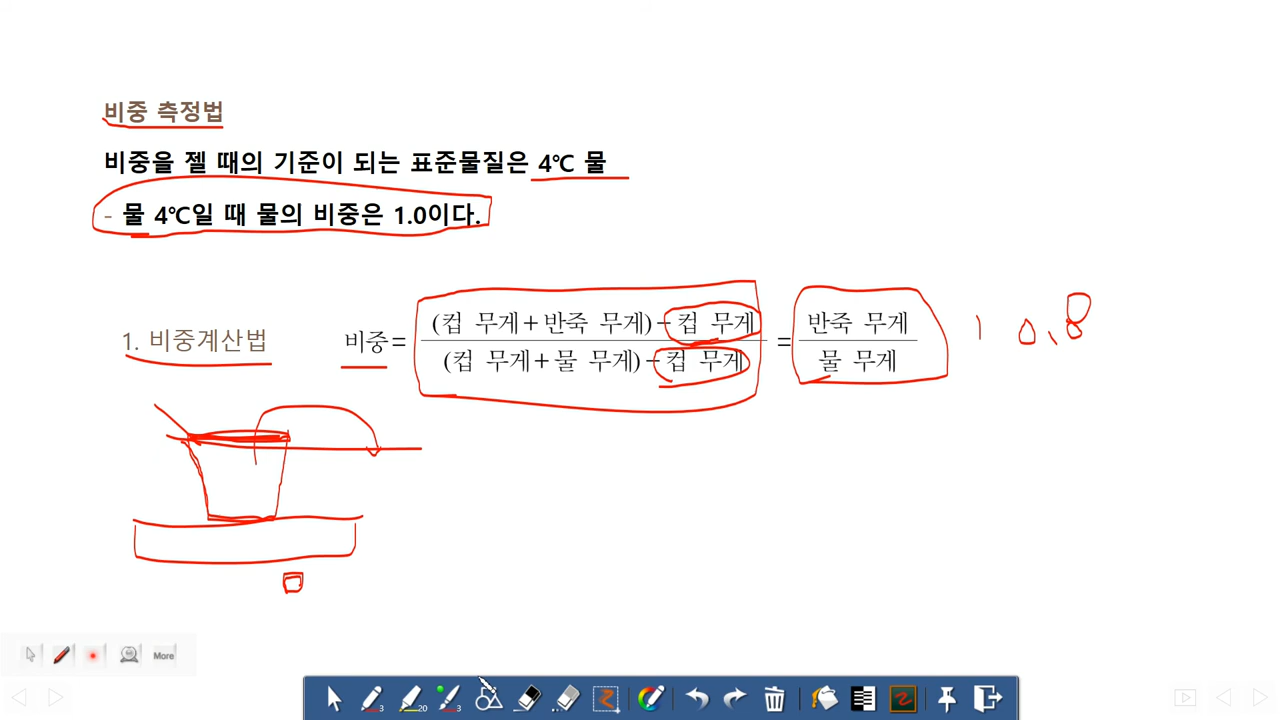 비중 측정법
비중을 젤 때의 기준이 되는 표준물질은 4℃ 물
- 물 4℃일 때 물의 비중은 1.0이다.
1. 비중계산법
비중= (컵 무게+반죽 무게)-컵 무게 / (컵 무게+물 무게)-컵 무게 = 반죽 무게 / 물 무게 1 0.8
3 20 3
More